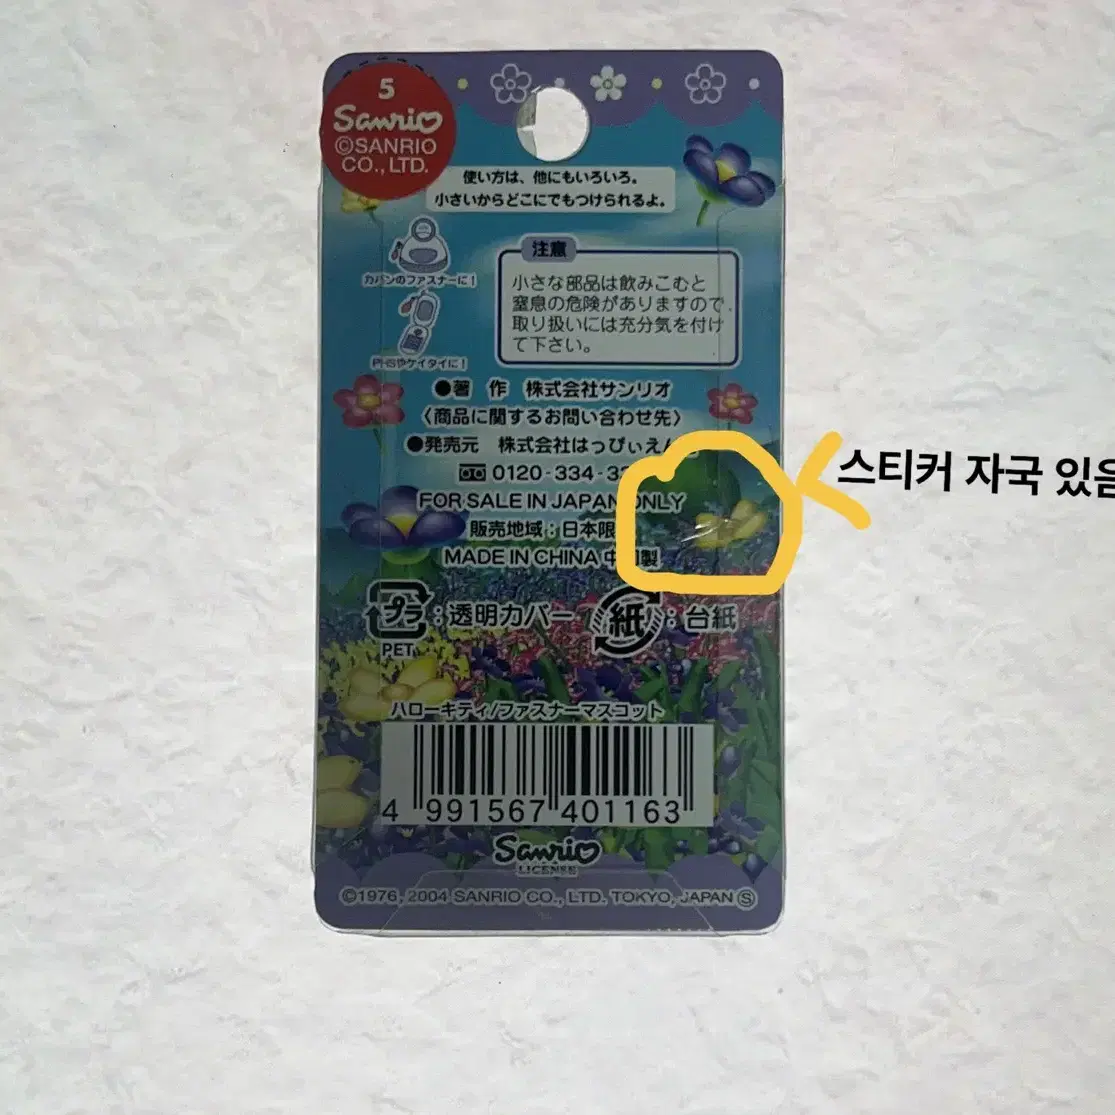 5
Sanrio
©SANRIO
CO., LTD.
使い方は、他にもいろいろ。
小さいからどこにでもつけられるよ。
カバンのファスナーに!
PHSやケイタイに!
注意
小さな部品は飲みこむと
窒息の危険がありますので、
取り扱いには充分気を付け
て下さい。
●著 作 株式会社サンリオ
〈商品に関するお問い合わせ先〉
●発売元 株式会社はっぴぃえん
0120-334-3
FOR SALE IN JAPAN ONLY
販売地域:日本限
MADE IN CHINA 中国製
スティッカー 자국 있음
プラ
PET
:透明カバー
紙
:台紙
ハローキティ/ファスナーマスコット
4 991567 401163
Sanrio
LICENSE
©1976, 2004 SANRIO CO., LTD. TOKYO, JAPAN Ⓢ